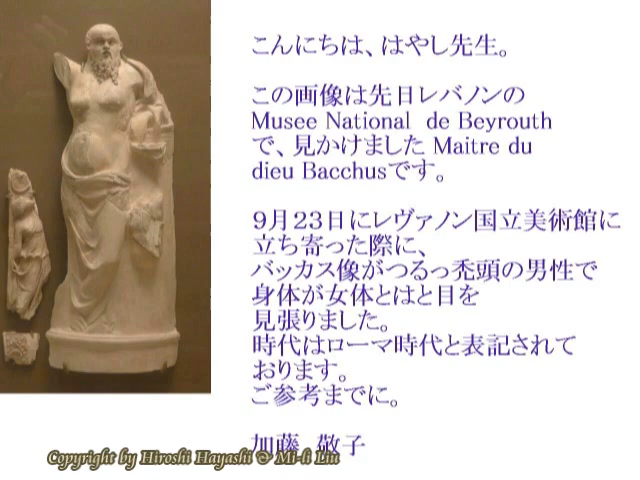 こんにちは、はやし先生。
この画像は先日レバノンの
Musee National de Beyrouth
で、見かけました Maitre du
dieu Bacchusです。
９月２３日にレヴァノン国立美術館に
立ち寄った際に、
バッカス像がつるっ禿頭の男性で
身体が女体とはと目を
見張りました。
時代はローマ時代と表記されて
おります。
ご参考までに。
加藤 敬子
Copyright by Hiroshi Hayashi & Mi-li Liu